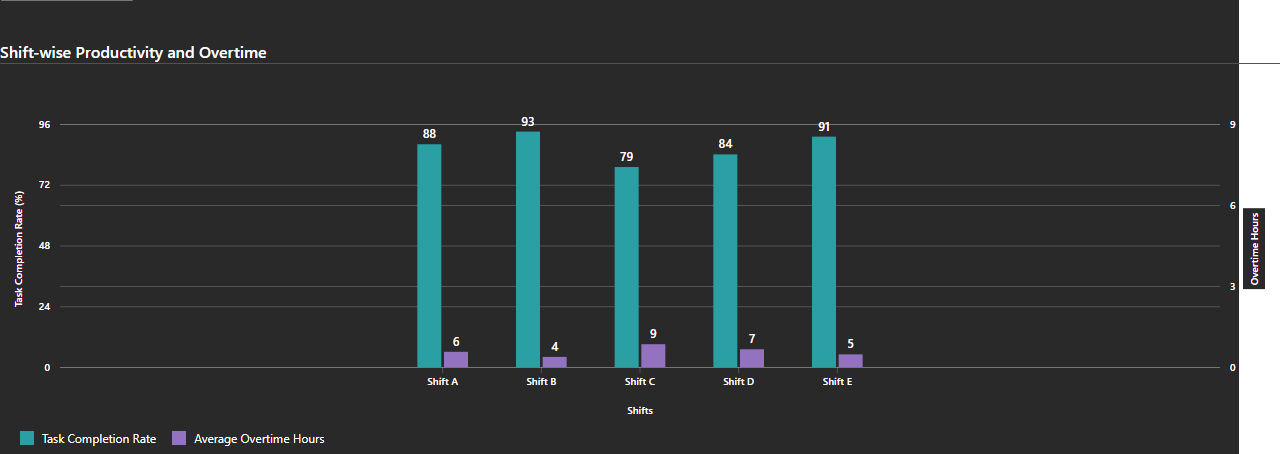 Shift-wise Productivity and Overtime
96
72
48
24
0
Task Completion Rate (%)
88
93
79
84
91
6
4
9
7
5
9
6
3
0
Overtime Hours
Shift A
Shift B
Shift C
Shift D
Shift E
Shifts
Task Completion Rate
Average Overtime Hours